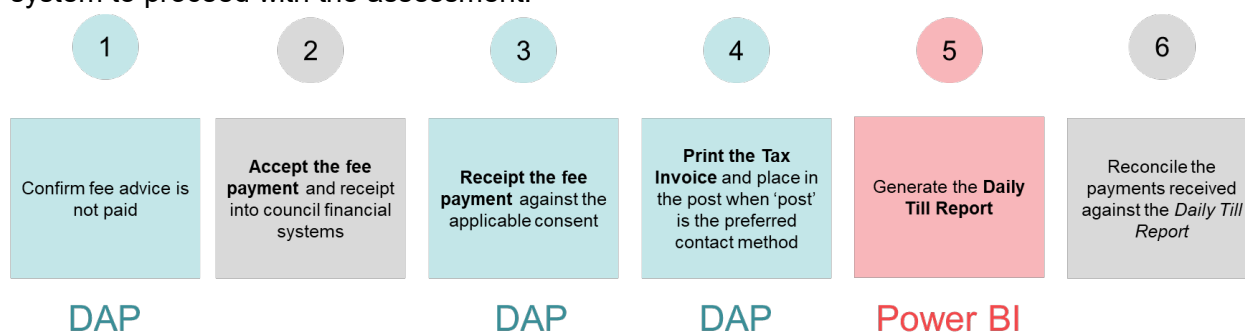 system to proceed with the assessment.
1
2
3
4
5
6
Confirm fee advice is
not paid
Accept the fee
payment and receipt
into council financial
systems
Receipt the fee
payment against the
applicable consent
Print the Tax
Invoice and place in
the post when ‘post’
is the preferred
contact method
Generate the Daily
Till Report
Reconcile the
payments received
against the Daily Till
Report
DAP
DAP
DAP
Power BI